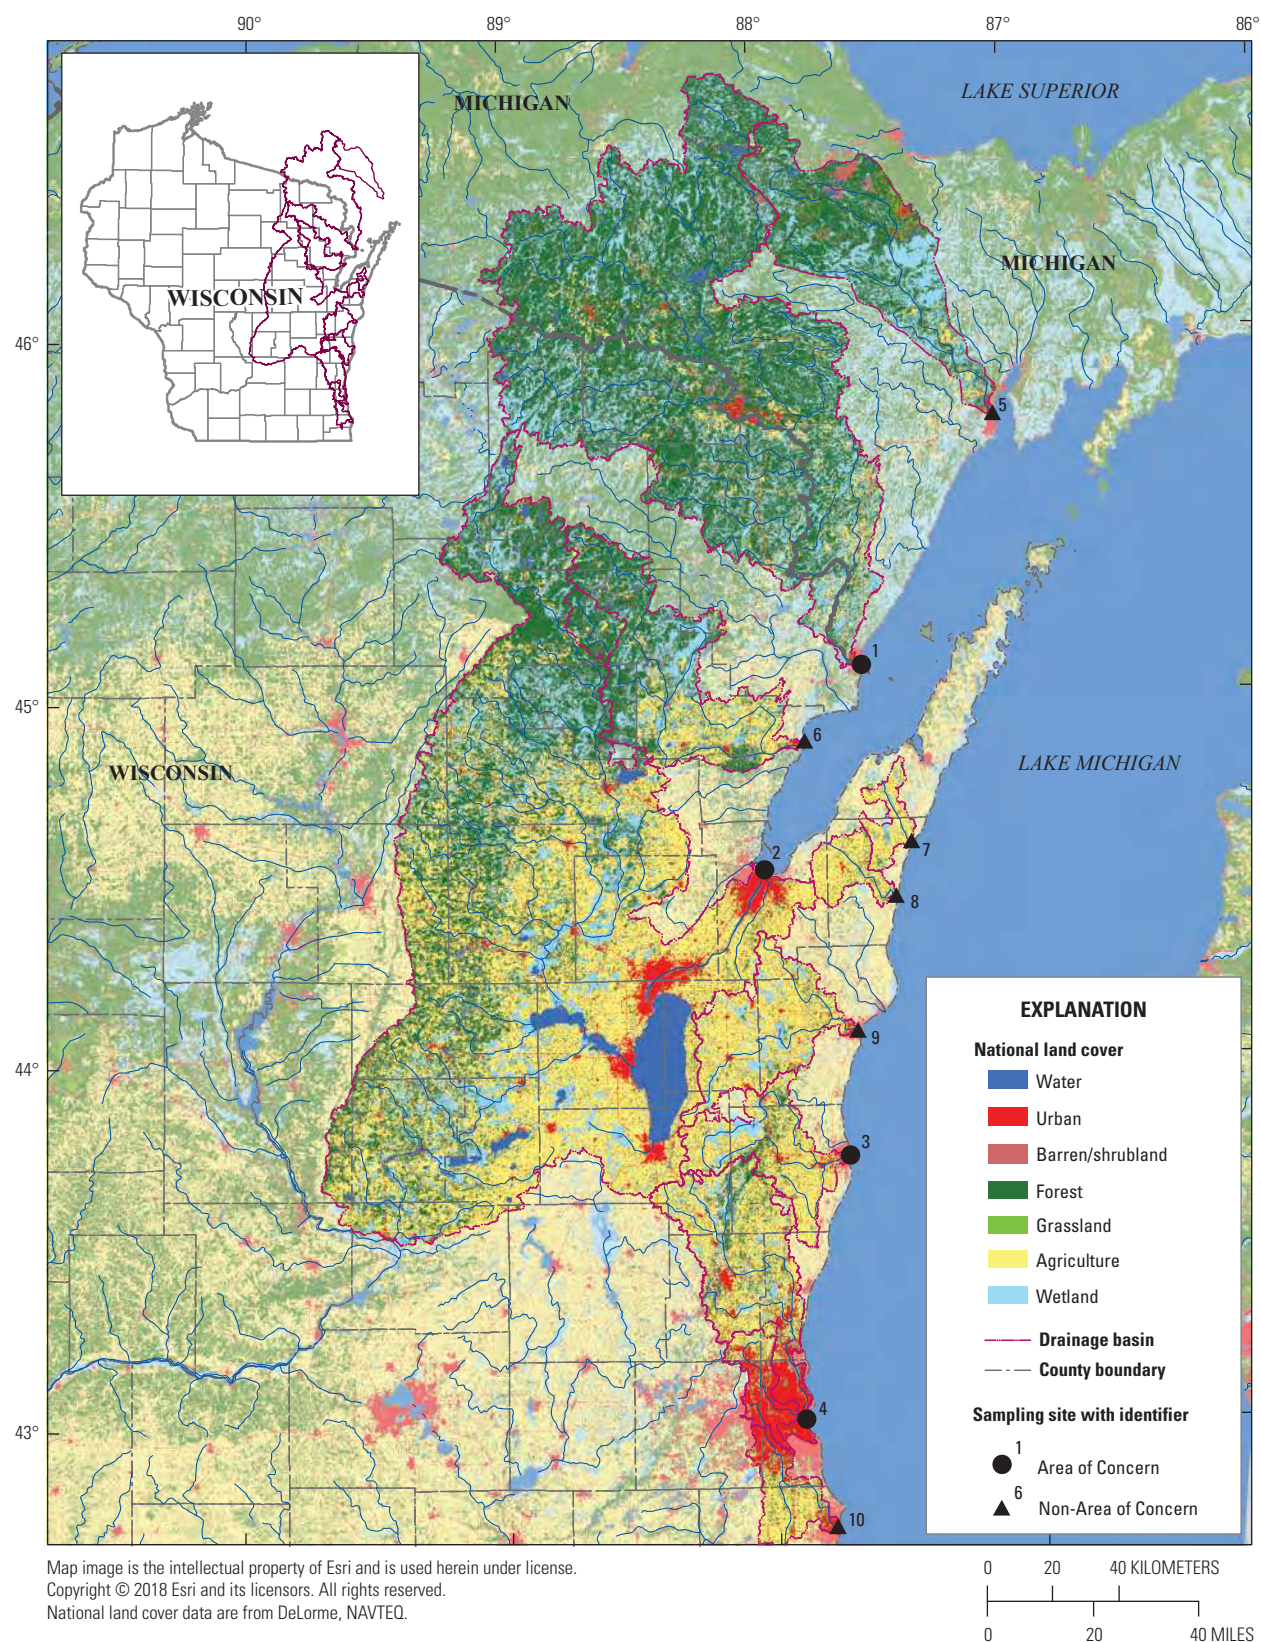 90°
89°
88°
87°
86°
LAKE SUPERIOR
MICHIGAN
MICHIGAN
WISCONSIN
46°
5
1
45°
6
WISCONSIN
LAKE MICHIGAN
7
2
8
9
44°
3
4
43°
10
EXPLANATION
National land cover
Water
Urban
Barren/shrubland
Forest
Grassland
Agriculture
Wetland
Drainage basin
County boundary
Sampling site with identifier
1
Area of Concern
6
Non-Area of Concern
Map image is the intellectual property of Esri and is used herein under license.
Copyright © 2018 Esri and its licensors. All rights reserved.
National land cover data are from DeLorme, NAVTEQ.
0 20 40 KILOMETERS
0 20 40 MILES